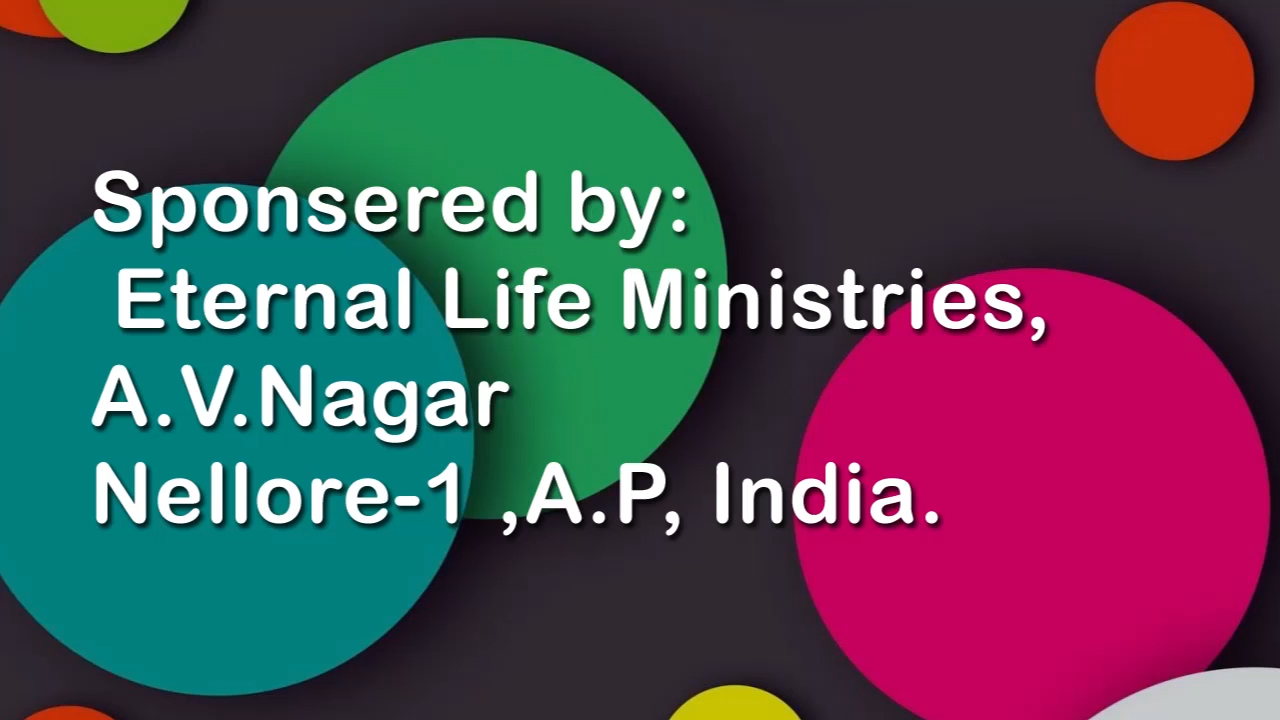 Sponsered by:
Eternal Life Ministries,
A.V.Nagar
Nellore-1 ,A.P, India.